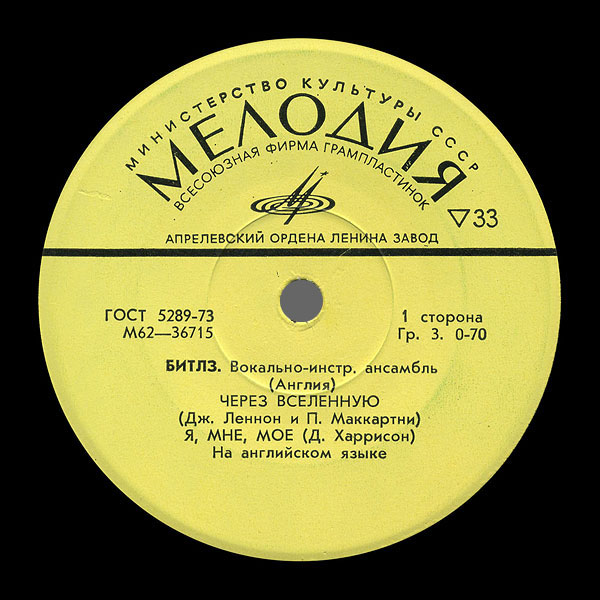 МИНИСТЕРСТВО КУЛЬТУРЫ СССР
МЕЛОДИЯ
ВСЕСОЮЗНАЯ ФИРМА ГРАМПЛАСТИНОК
▽33
АПРЕЛЕВСКИЙ ОРДЕНА ЛЕНИНА ЗАВОД
ГОСТ 5289-73
М62—36715
1 сторона
Гр. 3. 0-70
БИТЛЗ. Вокально-инстр. ансамбль
(Англия)
ЧЕРЕЗ ВСЕЛЕННУЮ
(Дж. Леннон и П. Маккартни)
Я, МНЕ, МОЕ (Д. Харрисон)
На английском языке